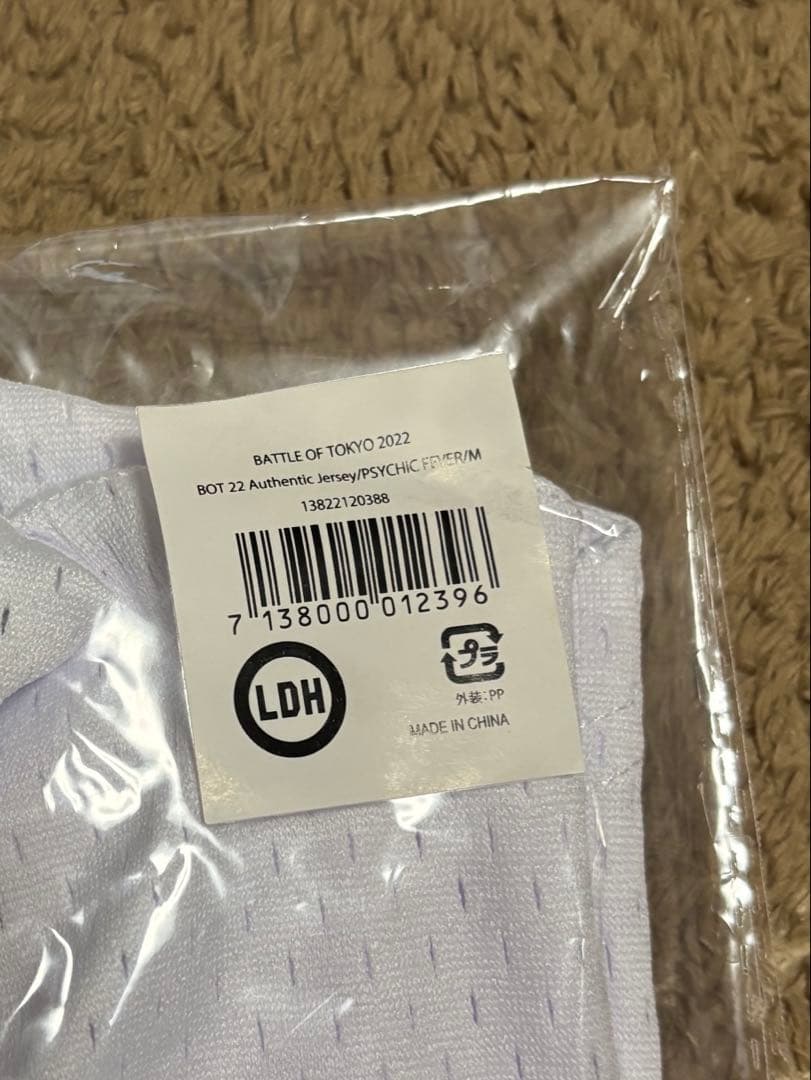 BATTLE OF TOKYO 2022
BOT 22 Authentic Jersey/PSYCHIC FEVER/M
13822120388
7 138000 012396
LDH
プラ
外装:PP
MADE IN CHINA